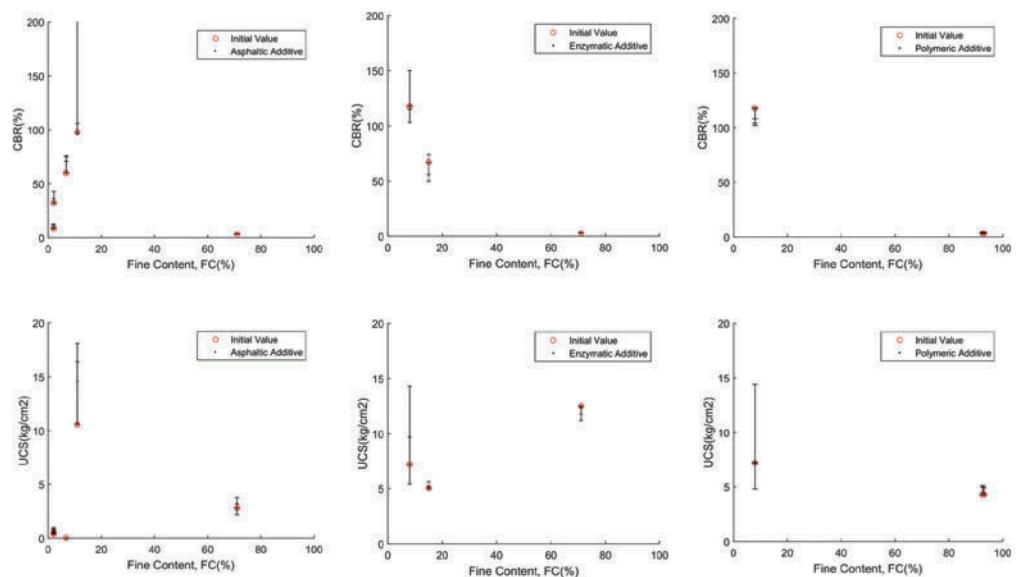 200
150
100
50
0
CBR(%)
0 20 40 60 80 100
Fine Content, FC(%)
Initial Value
Asphaltic Additive
200
150
100
50
0
CBR(%)
0 20 40 60 80 100
Fine Content, FC(%)
Initial Value
Enzymatic Additive
200
150
100
50
0
CBR(%)
0 20 40 60 80 100
Fine Content, FC(%)
Initial Value
Polymeric Additive
20
15
10
5
0
UCS(kg/cm2)
0 20 40 60 80 100
Fine Content, FC(%)
Initial Value
Asphaltic Additive
20
15
10
5
0
UCS(kg/cm2)
0 20 40 60 80 100
Fine Content, FC(%)
Initial Value
Enzymatic Additive
20
15
10
5
0
UCS(kg/cm2)
0 20 40 60 80 100
Fine Content, FC(%)
Initial Value
Polymeric Additive